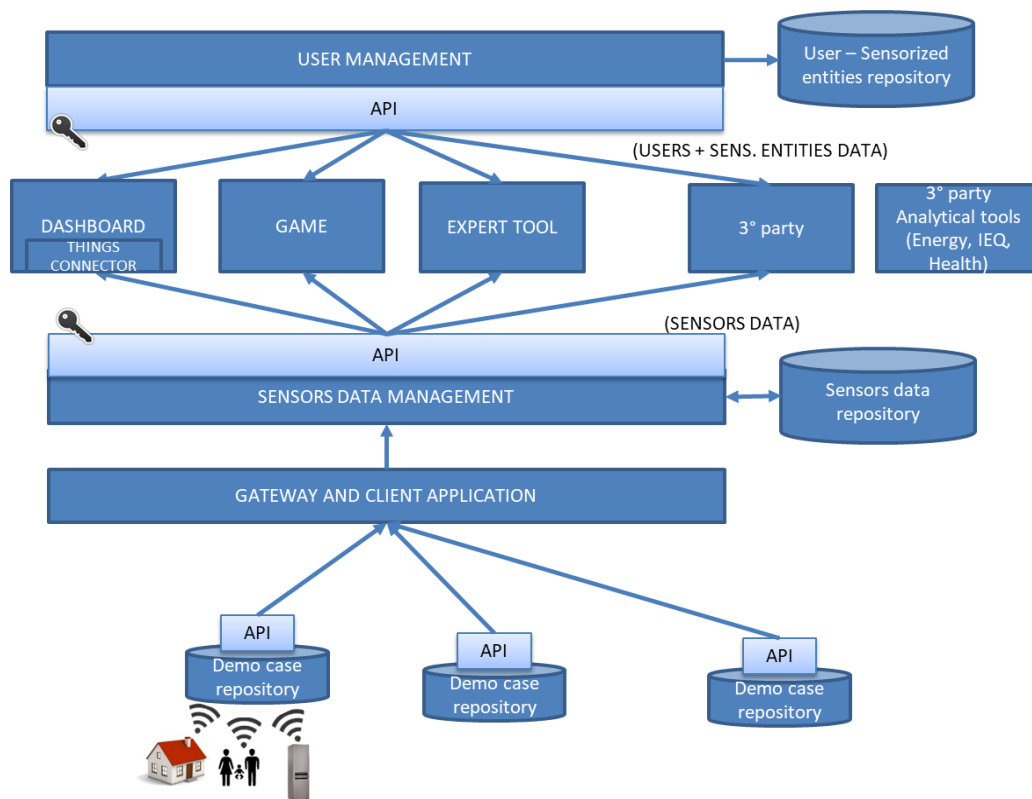 USER MANAGEMENT
User – Sensorized
entities repository
API
(USERS + SENS. ENTITIES DATA)
DASHBOARD
THINGS
CONNECTOR
GAME
EXPERT TOOL
3° party
3° party
Analytical tools
(Energy, IEQ,
Health)
(SENSORS DATA)
API
SENSORS DATA MANAGEMENT
Sensors data
repository
GATEWAY AND CLIENT APPLICATION
API
Demo case
repository
API
Demo case
repository
API
Demo case
repository